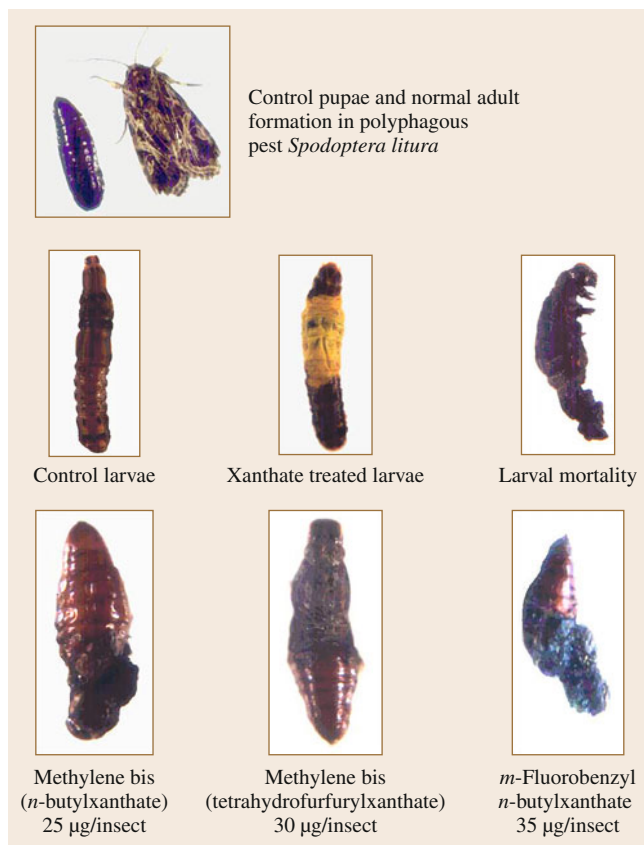 Control pupae and normal adult
formation in polyphagous
pest Spodoptera litura
Control larvae
Xanthate treated larvae
Larval mortality
Methylene bis
(n-butylxanthate)
25 µg/insect
Methylene bis
(tetrahydrofurfurylxanthate)
30 µg/insect
m-Fluorobenzyl
n-butylxanthate
35 µg/insect